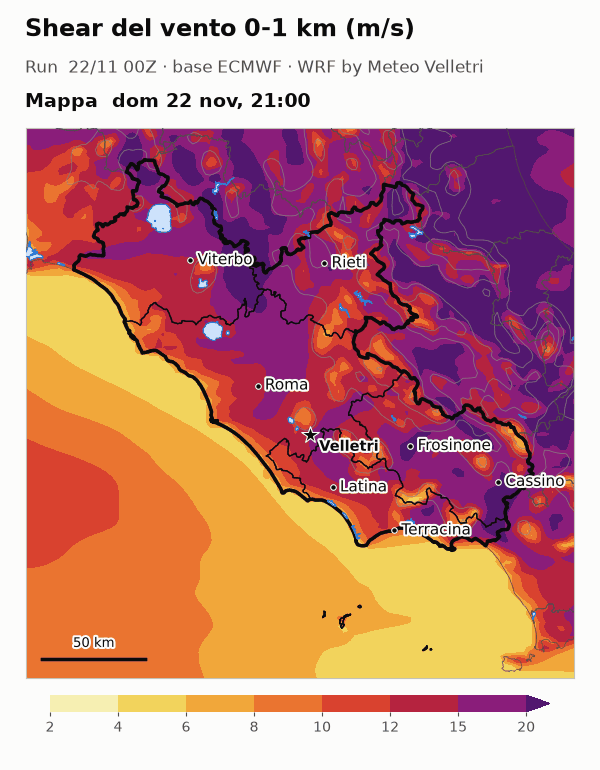 Shear del vento 0-1 km (m/s)
Run  22/11 00Z · base ECMWF · WRF by Meteo Velletri
Mappa  dom 22 nov, 21:00
Viterbo
Rieti
Roma
Velletri
Frosinone
Latina
Cassino
Terracina
50 km
2 4 6 8 10 12 15 20